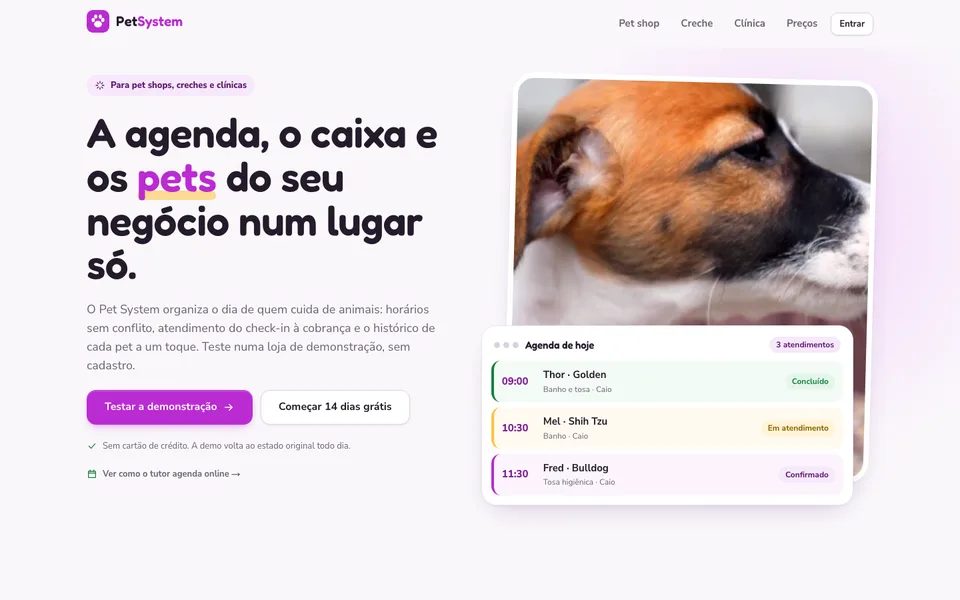 PetSystem
Pet shop
Creche
Clínica
Preços
Entrar
Para pet shops, creches e clínicas
A agenda, o caixa e
os pets do seu
negócio num lugar
só.
O Pet System organiza o dia de quem cuida de animais: horários
sem conflito, atendimento do check-in à cobrança e o histórico de
cada pet a um toque. Teste numa loja de demonstração, sem
cadastro.
Testar a demonstração →
Começar 14 dias grátis
Sem cartão de crédito. A demo volta ao estado original todo dia.
Ver como o tutor agenda online →
Agenda de hoje
3 atendimentos
09:00
Thor · Golden
Banho e tosa · Caio
Concluído
10:30
Mel · Shih Tzu
Banho · Caio
Em atendimento
11:30
Fred · Bulldog
Tosa higiênica · Caio
Confirmado